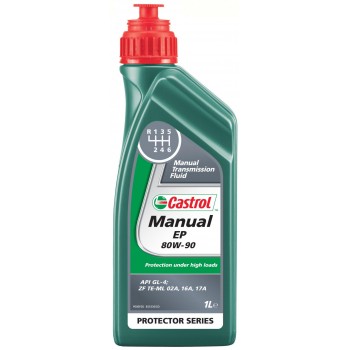 R 1 3 5
2 4 6
Manual
Transmission
Fluid
Castrol
Manual
EP
80W-90
Protection under high loads
API GL-4;
ZF TE-ML 02A, 16A, 17A
1L
PROTECTOR SERIES